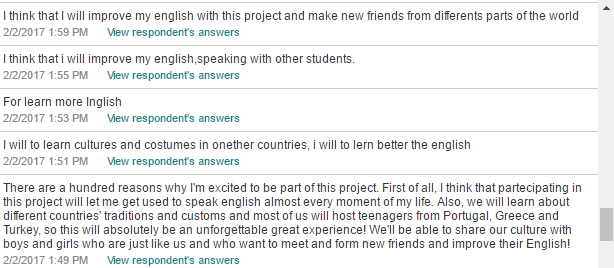 I think that I will improve my english with this project and make new friends from differents parts of the world
2/2/2017 1:59 PM View respondent's answers
I think that i will improve my english,speaking with other students.
2/2/2017 1:55 PM View respondent's answers
For learn more Inglish
2/2/2017 1:53 PM View respondent's answers
I will to learn cultures and costumes in onether countries, i will to lern better the english
2/2/2017 1:51 PM View respondent's answers
There are a hundred reasons why I'm excited to be part of this project. First of all, I think that partecipating in
this project will let me get used to speak english almost every moment of my life. Also, we will learn about
different countries' traditions and customs and most of us will host teenagers from Portugal, Greece and
Turkey, so this will absolutely be an unforgettable great experience! We'll be able to share our culture with
boys and girls who are just like us and who want to meet and form new friends and improve their English!
2/2/2017 1:49 PM View respondent's answers